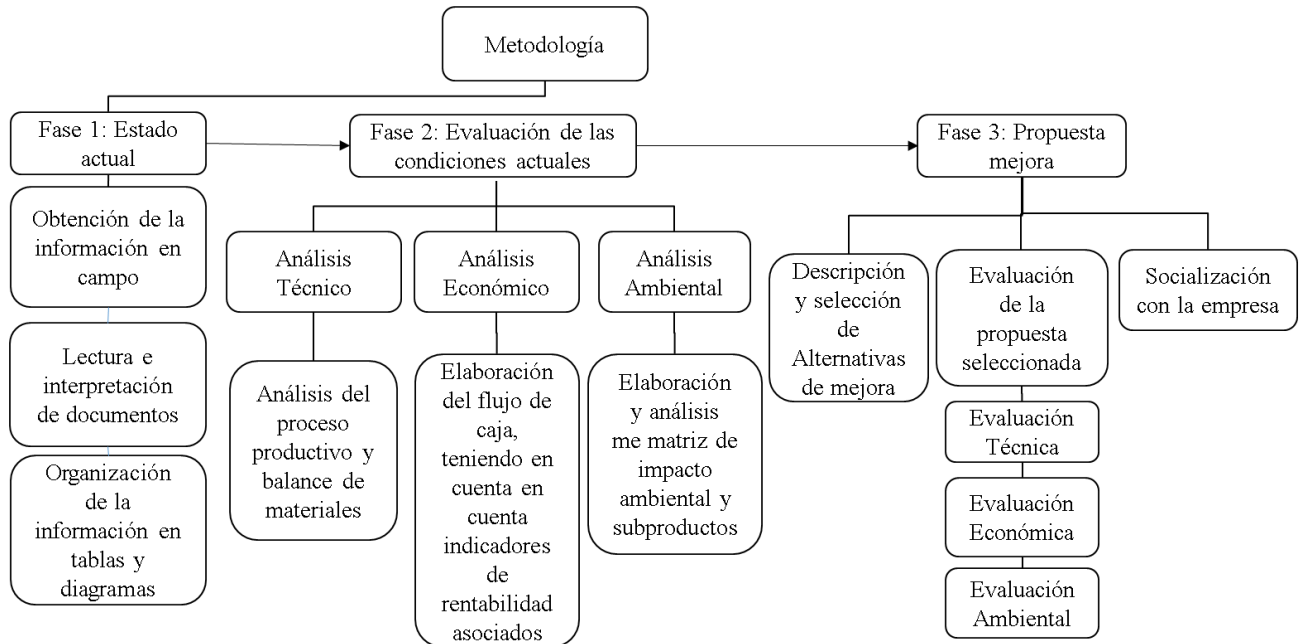 Metodología
Fase 1: Estado
actual
Obtención de la
información en
campo
Lectura e
interpretación
de documentos
Organización
de la
información en
tablas y
diagramas
Fase 2: Evaluación de las
condiciones actuales
Análisis
Técnico
Análisis del
proceso
productivo y
balance de
materiales
Análisis
Económico
Elaboración
del flujo de
caja,
teniendo en
cuenta en
cuenta
indicadores
de
rentabilidad
asociados
Análisis
Ambiental
Elaboración
y análisis
me matriz de
impacto
ambiental y
subproductos
Fase 3: Propuesta
mejora
Descripción
y selección
de
Alternativas
de mejora
Evaluación
de la
propuesta
seleccionada
Evaluación
Técnica
Evaluación
Económica
Evaluación
Ambiental
Socialización
con la empresa